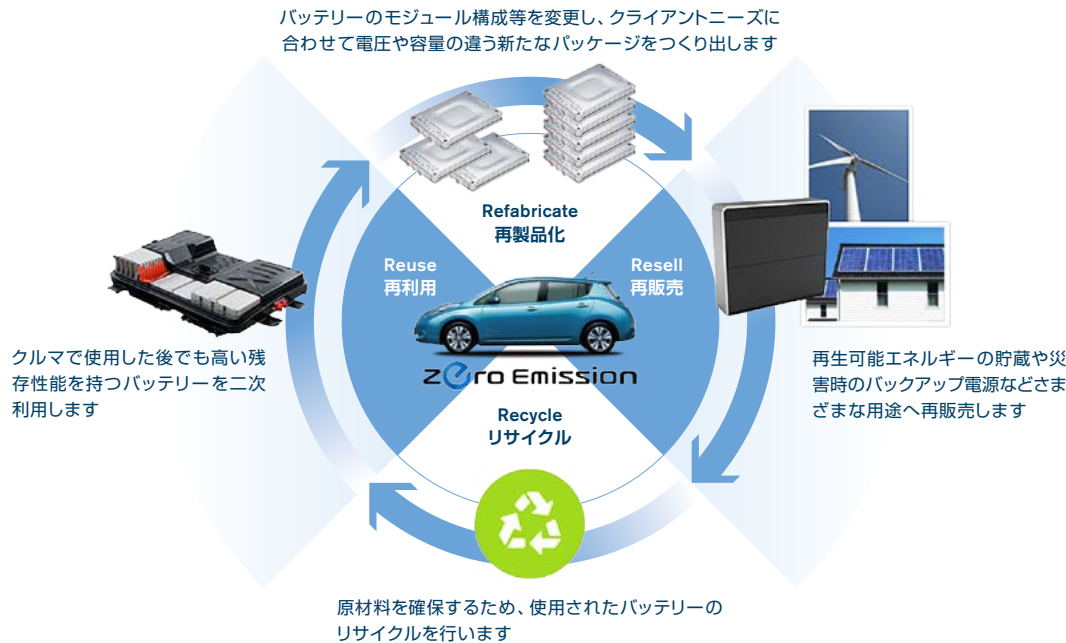 バッテリーのモジュール構成等を変更し、クライアントニーズに
合わせて電圧や容量の違う新たなパッケージをつくり出します
Refabricate
再製品化
Reuse
再利用
Resell
再販売
クルマで使用した後でも高い残
存性能を持つバッテリーを二次
利用します
再生可能エネルギーの貯蔵や災
害時のバックアップ電源などさま
ざまな用途へ再販売します
Zero Emission
Recycle
リサイクル
原材料を確保するため、使用されたバッテリーの
リサイクルを行います